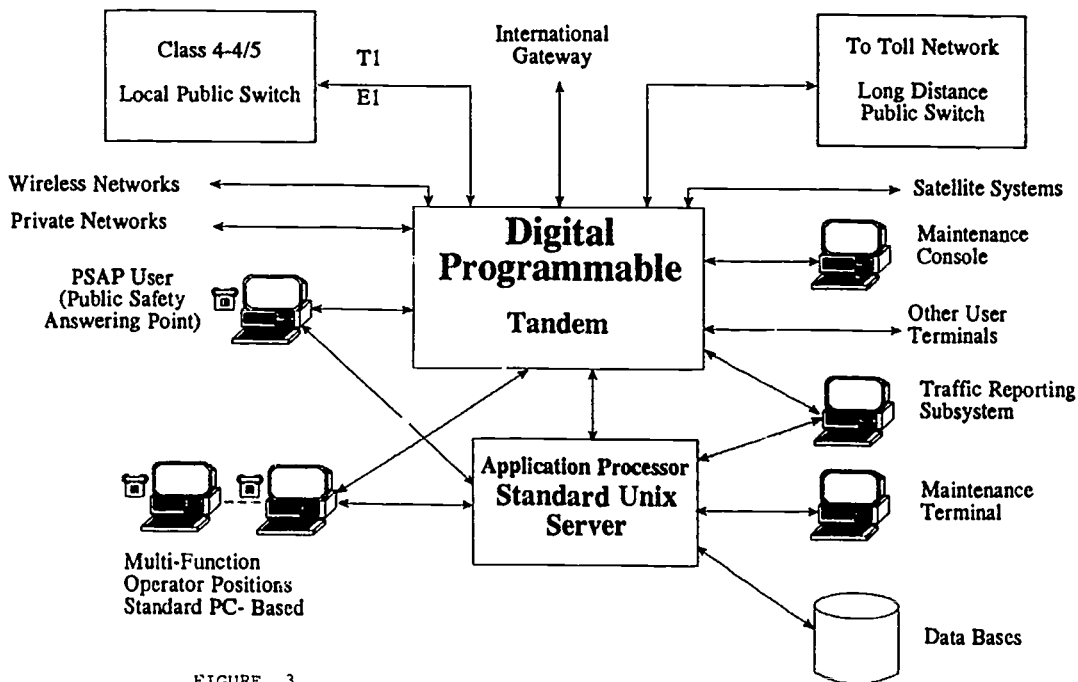 Class 4-4/5
Local Public Switch
T1
E1
International
Gateway
To Toll Network
Long Distance
Public Switch
Wireless Networks
Private Networks
Satellite Systems
Digital
Programmable
Tandem
Maintenance
Console
PSAP User
(Public Safety
Answering Point)
Other User
Terminals
Traffic Reporting
Subsystem
Application Processor
Standard Unix
Server
Maintenance
Terminal
Multi-Function
Operator Positions
Standard PC- Based
Data Bases
FIGURE 3